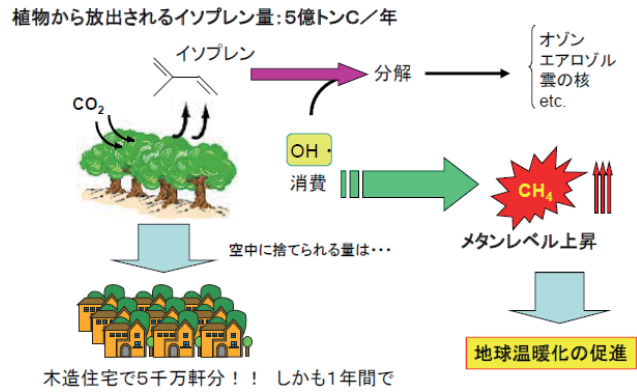 植物から放出されるイソプレン量：5億トンC／年
イソプレン
分解
オゾン
エアロゾル
雲の核
etc.
CO2
OH・
消費
CH4
メタンレベル上昇
空中に捨てられる量は・・・
地球温暖化の促進
木造住宅で5千万軒分！！ しかも1年間で